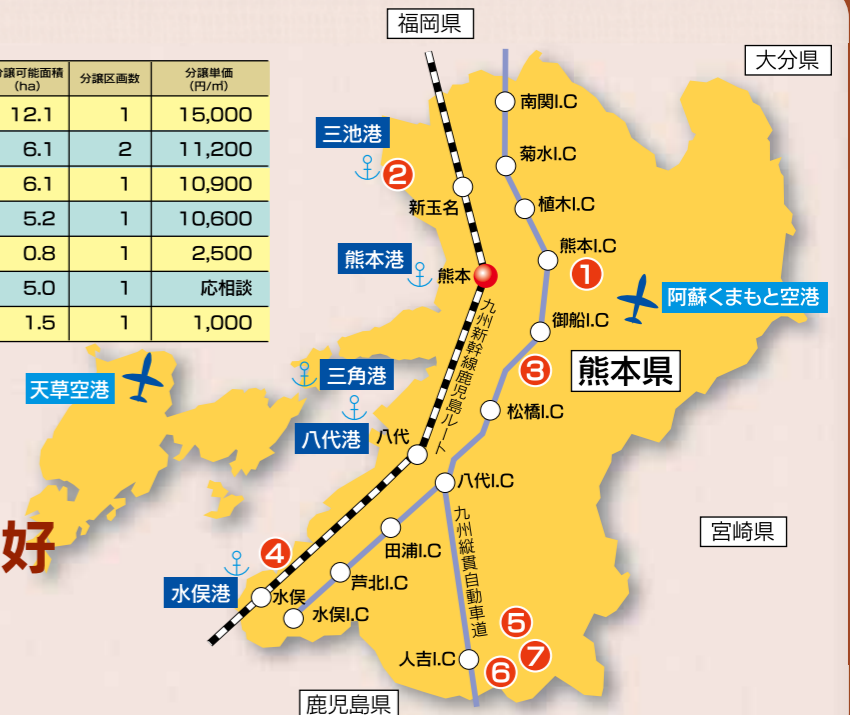 福岡県
大分県
分譲可能面積 分譲区画数 分譲単価
(ha) (円/㎡)
12.1 1 15,000
6.1 2 11,200
6.1 1 10,900
5.2 1 10,600
0.8 1 2,500
5.0 1 応相談
1.5 1 1,000
南関I.C
三池港
②
菊水I.C
新玉名
植木I.C
熊本港
熊本
熊本I.C
①
阿蘇くまもと空港
御船I.C
九州新幹線鹿児島ルート
③
熊本県
天草空港
三角港
松橋I.C
八代港
八代
八代I.C
九州縦貫自動車道
宮崎県
好
田浦I.C
④
芦北I.C
水俣港
水俣
水俣I.C
⑤
人吉I.C
⑥
⑦
鹿児島県